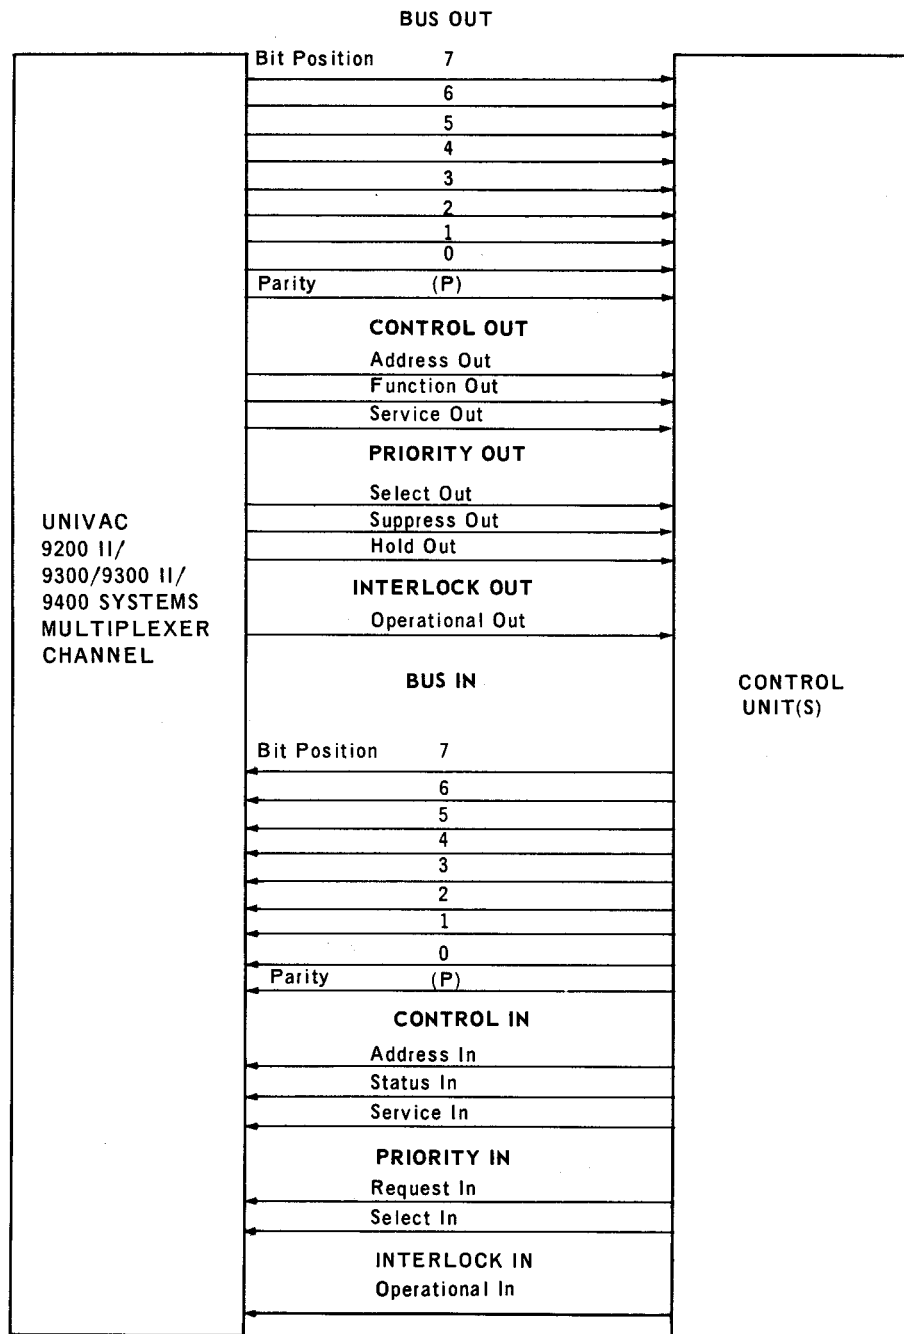 BUS OUT
Bit Position 7
6
5
4
3
2
1
0
Parity (P)
CONTROL OUT
Address Out
Function Out
Service Out
PRIORITY OUT
Select Out
Suppress Out
Hold Out
INTERLOCK OUT
Operational Out
UNIVAC
9200 II/
9300/9300 II/
9400 SYSTEMS
MULTIPLEXER
CHANNEL
BUS IN
CONTROL
UNIT(S)
Bit Position 7
6
5
4
3
2
1
0
Parity (P)
CONTROL IN
Address In
Status In
Service In
PRIORITY IN
Request In
Select In
INTERLOCK IN
Operational In